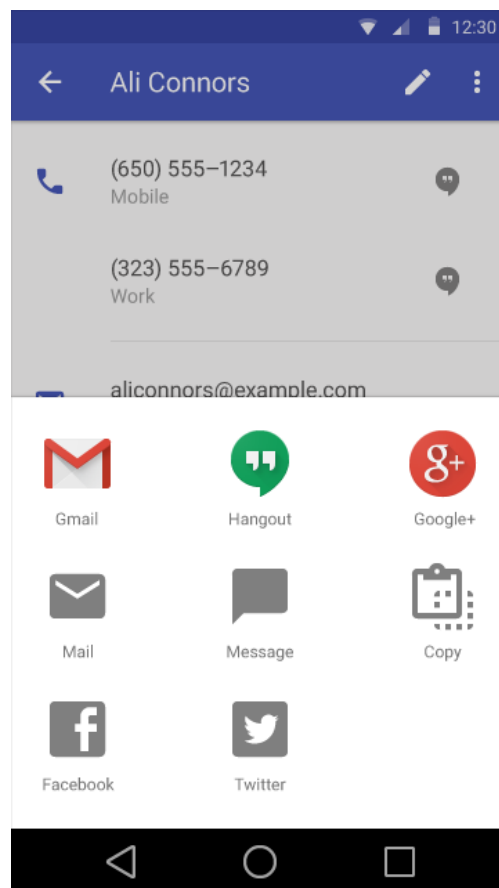 12:30
Ali Connors
(650) 555–1234
Mobile
(323) 555–6789
Work
aliconnors@example.com
Gmail Hangout Google+
Mail Message Copy
Facebook Twitter